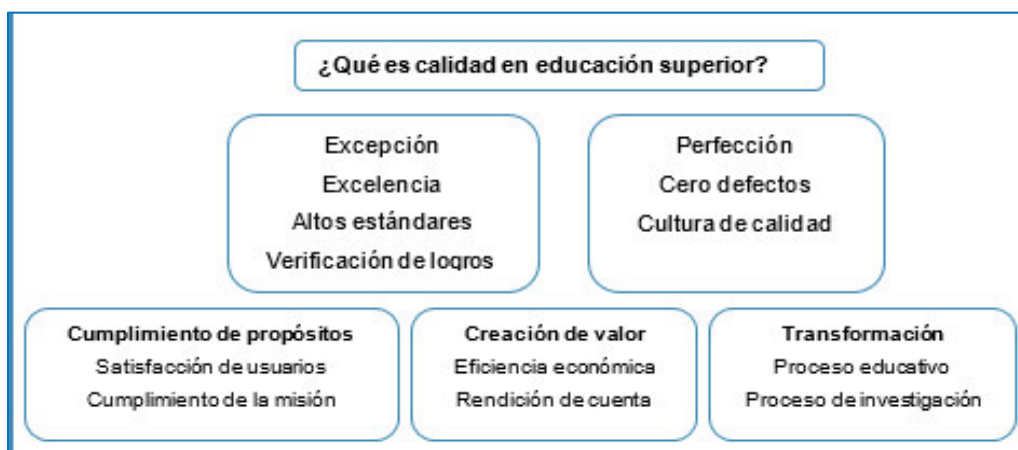 ¿Qué es calidad en educación superior?
Excepción
Excelencia
Altos estándares
Verificación de logros
Perfección
Cero defectos
Cultura de calidad
Cumplimiento de propósitos
Satisfacción de usuarios
Cumplimiento de la misión
Creación de valor
Eficiencia económica
Rendición de cuenta
Transformación
Proceso educativo
Proceso de investigación